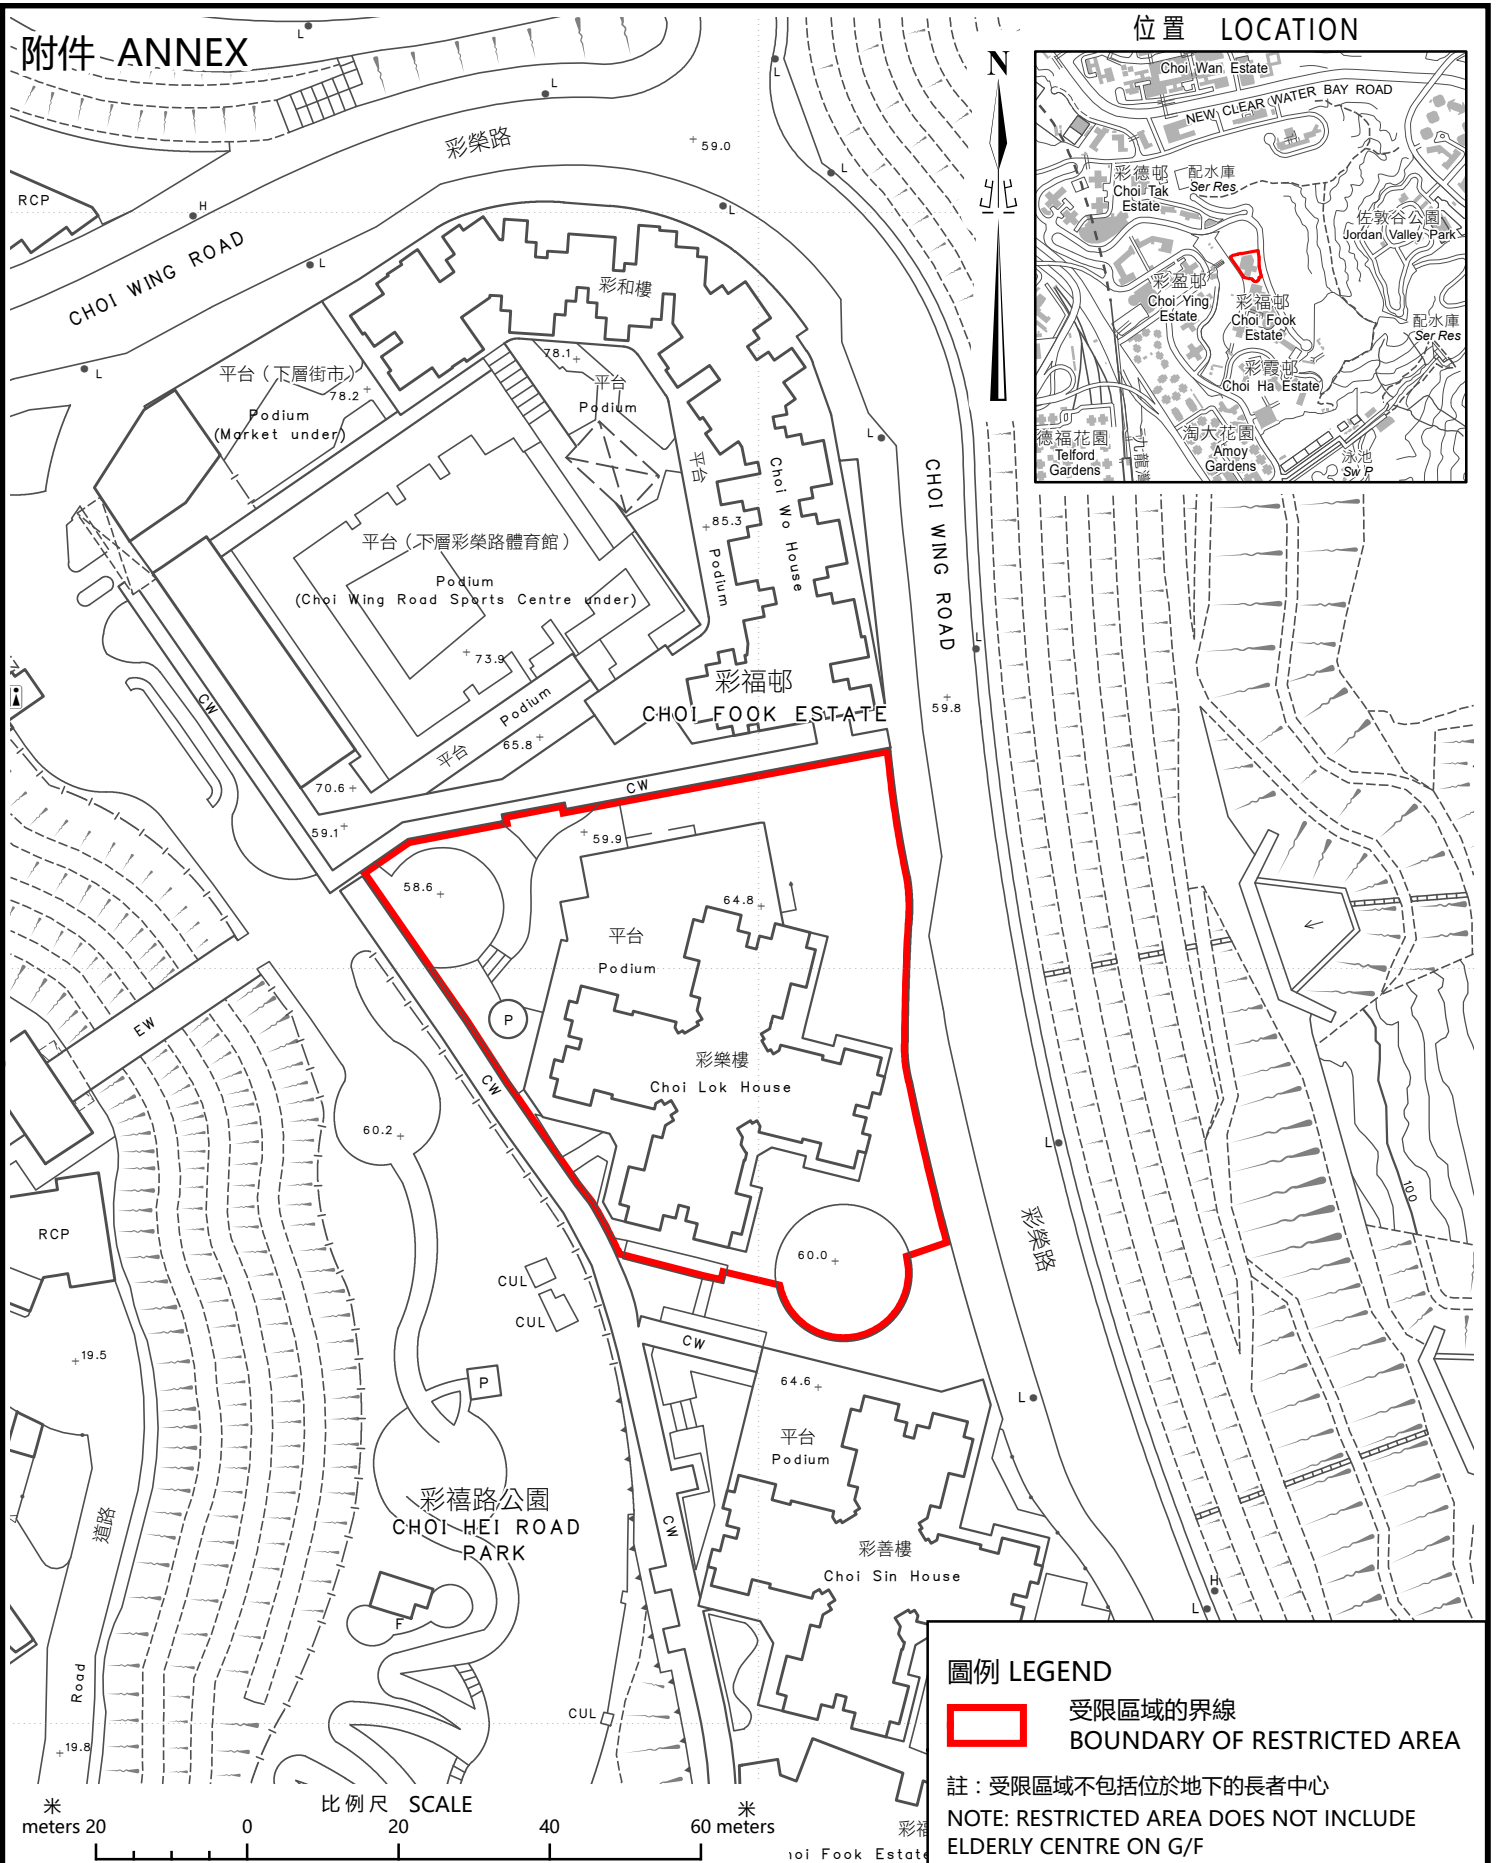 附件 ANNEX
位置 LOCATION
N
Choi Wan Estate
NEW CLEAR WATER BAY ROAD
彩德邨
Choi Tak
Estate
配水庫
Ser Res
佐敦谷公園
Jordan Valley Park
彩盈邨
Choi Ying
Estate
彩福邨
Choi Fook
Estate
配水庫
Ser Res
彩霞邨
Choi Ha Estate
德福花園
Telford
Gardens
九龍灣
淘大花園
Amoy
Gardens
泳池
Sw P
L
L
L
彩榮路
59.0
L
RCP
H
L
CHOI WING ROAD
L
彩和樓
L
平台（下層街市）
78.2
Podium
(Market under)
78.1
平台
Podium
L
平台
85.3
Podium
Choi Wo House
CHOI WING ROAD
平台（下層彩榮路體育館）
Podium
(Choi Wing Road Sports Centre under)
73.9
L
CW
Podium
平台
65.8
彩福邨
CHOI FOOK ESTATE
59.8
70.6
CW
59.1
59.9
58.6
64.8
平台
Podium
P
EW
彩樂樓
Choi Lok House
CW
60.2
L
100
RCP
彩榮路
60.0
CUL
CUL
CW
19.5
P
64.6
L
平台
Podium
彩禧路公園
CHOI HEI ROAD
PARK
道路
CW
彩善樓
Choi Sin House
H
L
F
Road
CUL
19.8
圖例 LEGEND
受限區域的界線
BOUNDARY OF RESTRICTED AREA
註：受限區域不包括位於地下的長者中心
NOTE: RESTRICTED AREA DOES NOT INCLUDE
ELDERLY CENTRE ON G/F
比例尺 SCALE
米 米
meters 20 0 20 40 60 meters
彩福
Fook Estate